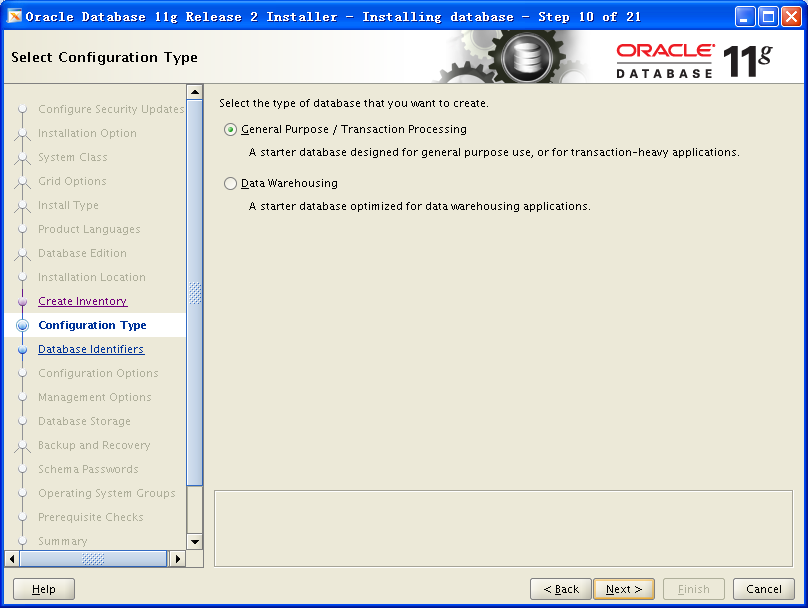 Oracle Database 11g Release 2 Installer - Installing database - Step 10 of 21
Select Configuration Type
ORACLE
DATABASE
11g
Configure Security Updates
Installation Option
System Class
Grid Options
Install Type
Product Languages
Database Edition
Installation Location
Create Inventory
Configuration Type
Database Identifiers
Configuration Options
Management Options
Database Storage
Backup and Recovery
Schema Passwords
Operating System Groups
Prerequisite Checks
Summary
Select the type of database that you want to create.
General Purpose / Transaction Processing
A starter database designed for general purpose use, or for transaction-heavy applications.
Data Warehousing
A starter database optimized for data warehousing applications.
Help
< Back
Next >
Finish
Cancel